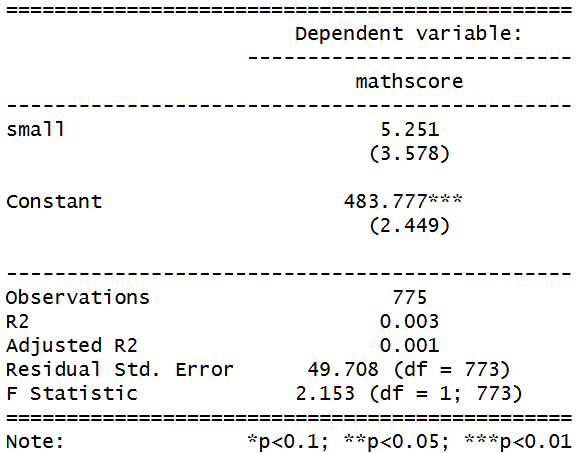 ===============================================
Dependent variable:
---------------------------
mathscore
-----------------------------------------------
small 5.251
(3.578)
Constant 483.777***
(2.449)
-----------------------------------------------
Observations 775
R2 0.003
Adjusted R2 0.001
Residual Std. Error 49.708 (df = 773)
F Statistic 2.153 (df = 1; 773)
===============================================
Note: *p<0.1; **p<0.05; ***p<0.01